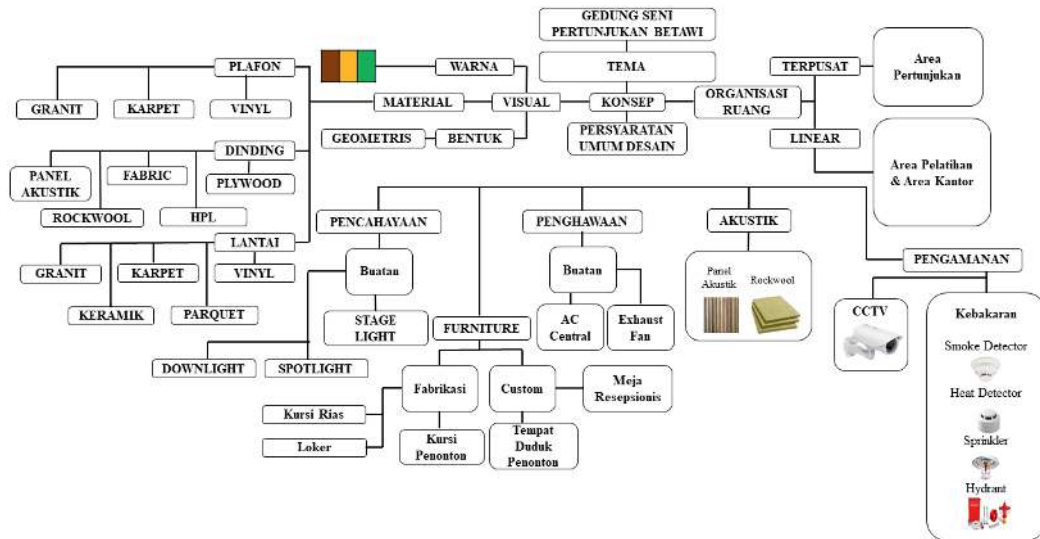 GEDUNG SENI
PERTUNJUKAN BETAWI
TEMA
KONSEP
PERSYARATAN
UMUM DESAIN
VISUAL
WARNA
MATERIAL
BENTUK
GEOMETRIS
PLAFON
GRANIT
KARPET
VINYL
DINDING
PANEL
AKUSTIK
FABRIC
PLYWOOD
ROCKWOOL
HPL
LANTAI
GRANIT
KARPET
VINYL
KERAMIK
PARQUET
ORGANISASI
RUANG
TERPUSAT
Area
Pertunjukan
LINEAR
Area Pelatihan
& Area Kantor
PENCAHAYAAN
Buatan
STAGE
LIGHT
DOWNLIGHT
SPOTLIGHT
FURNITURE
Fabrikasi
Kursi Rias
Loker
Kursi
Penonton
Custom
Meja
Resepsionis
Tempat
Duduk
Penonton
PENGHAWAAN
Buatan
AC
Central
Exhaust
Fan
AKUSTIK
Panel
Akustik
Rockwool
PENGAMANAN
CCTV
Kebakaran
Smoke Detector
Heat Detector
Sprinkler
Hydrant